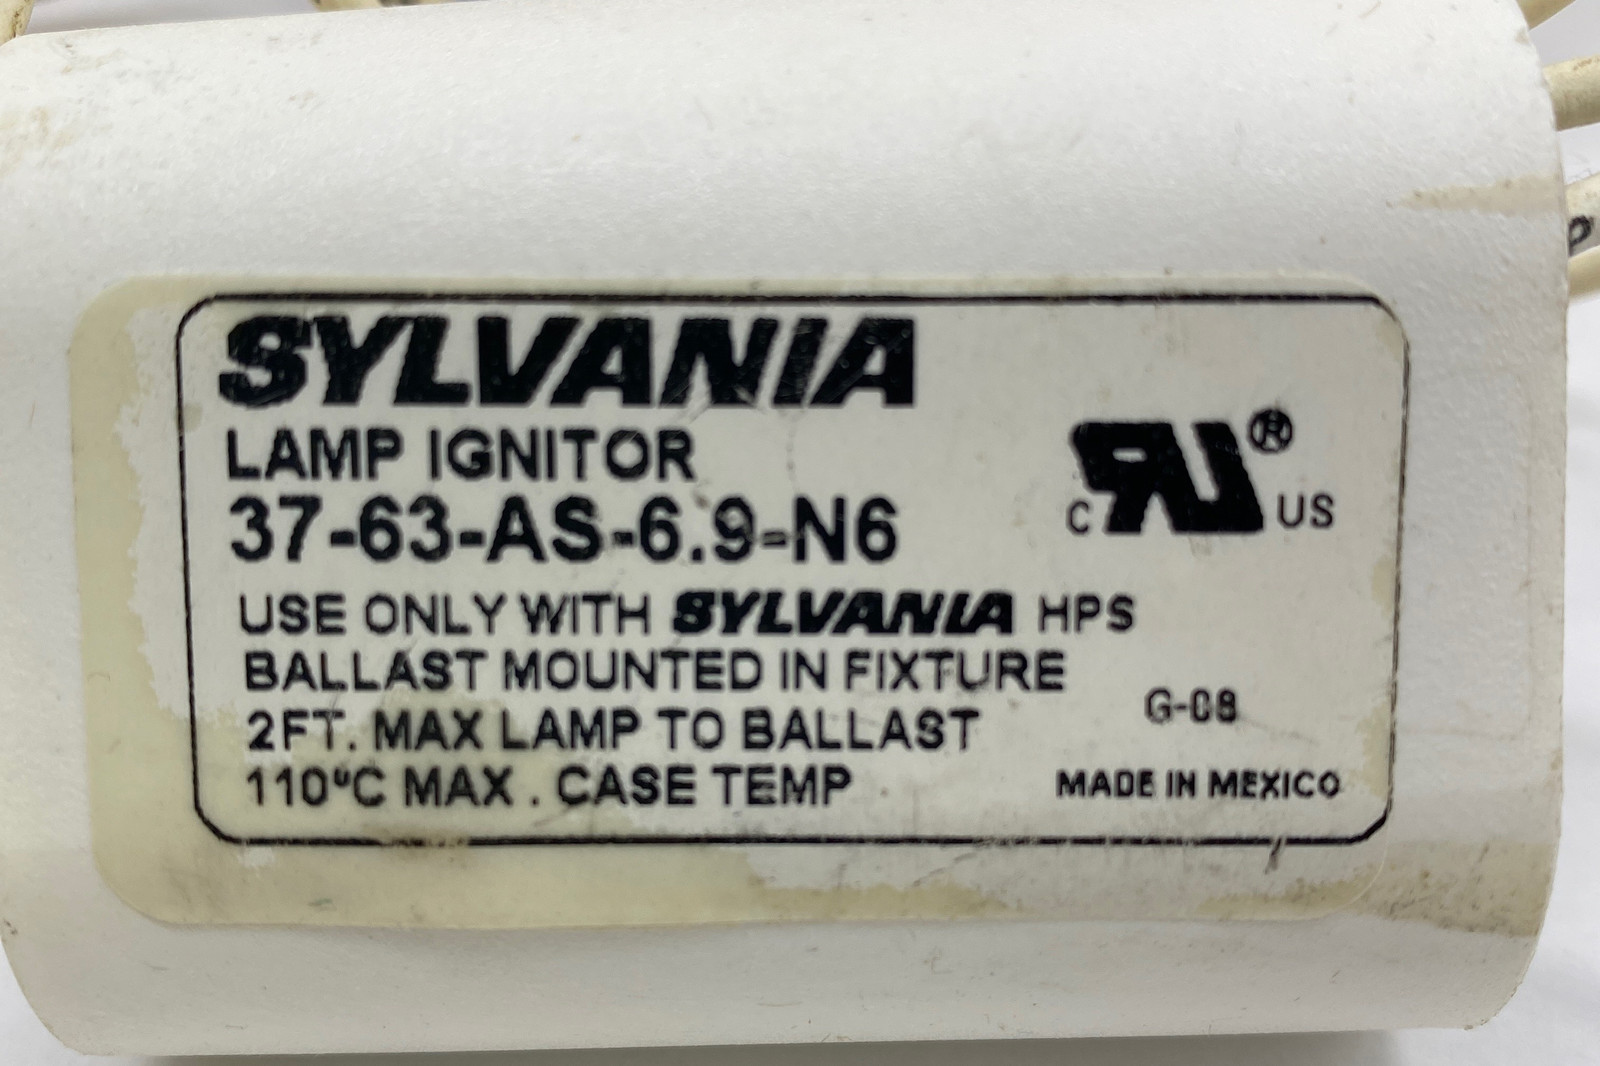 SYLVANIA
LAMP IGNITOR
37-63-AS-6.9-N6
C RU® US
USE ONLY WITH SYLVANIA HPS
BALLAST MOUNTED IN FIXTURE
2FT. MAX LAMP TO BALLAST
G-08
110°C MAX. CASE TEMP
MADE IN MEXICO
P